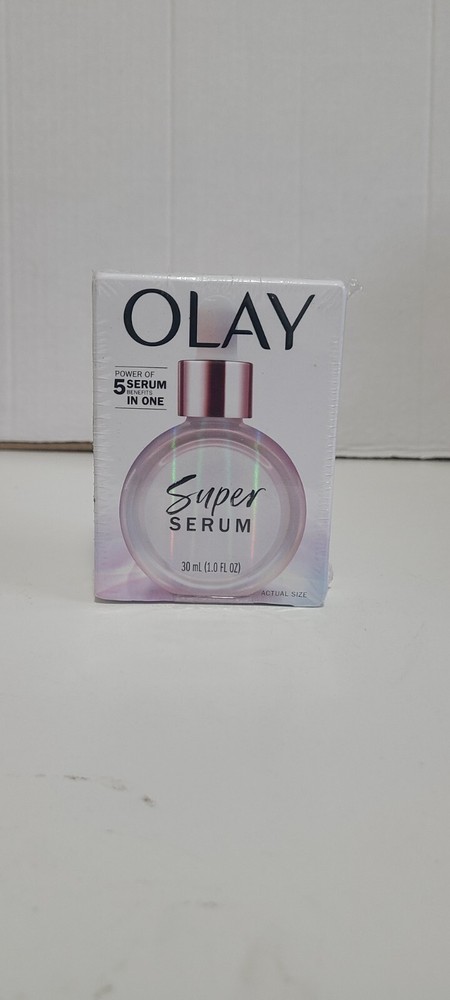 OLAY
POWER OF
5 SERUM
BENEFITS
IN ONE
Super
SERUM
30 mL (1.0 FL OZ)
ACTUAL SIZE